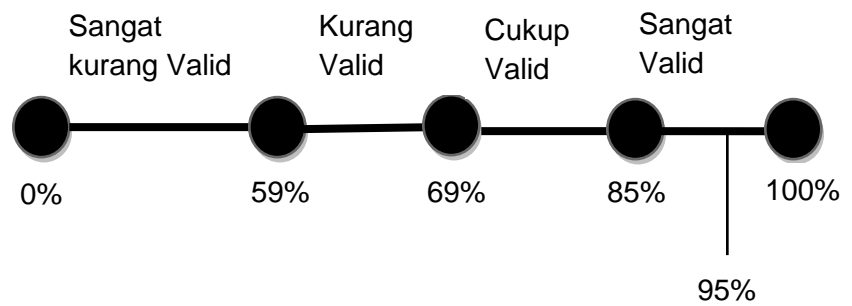 Sangat
kurang Valid
Kurang
Valid
Cukup
Valid
Sangat
Valid
0%
59%
69%
85%
100%
95%